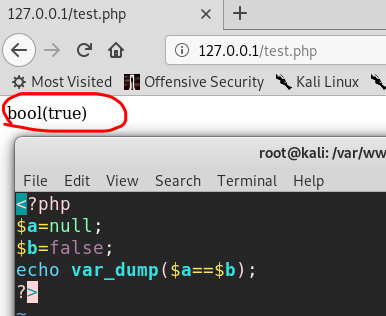 127.0.0.1/test.php
127.0.0.1/test.php
Most Visited Offensive Security Kali Linux
bool(true)
root@kali: /var/ww
File Edit View Search Terminal Help
<?php
$a=null;
$b=false;
echo var_dump($a==$b);
?>
~